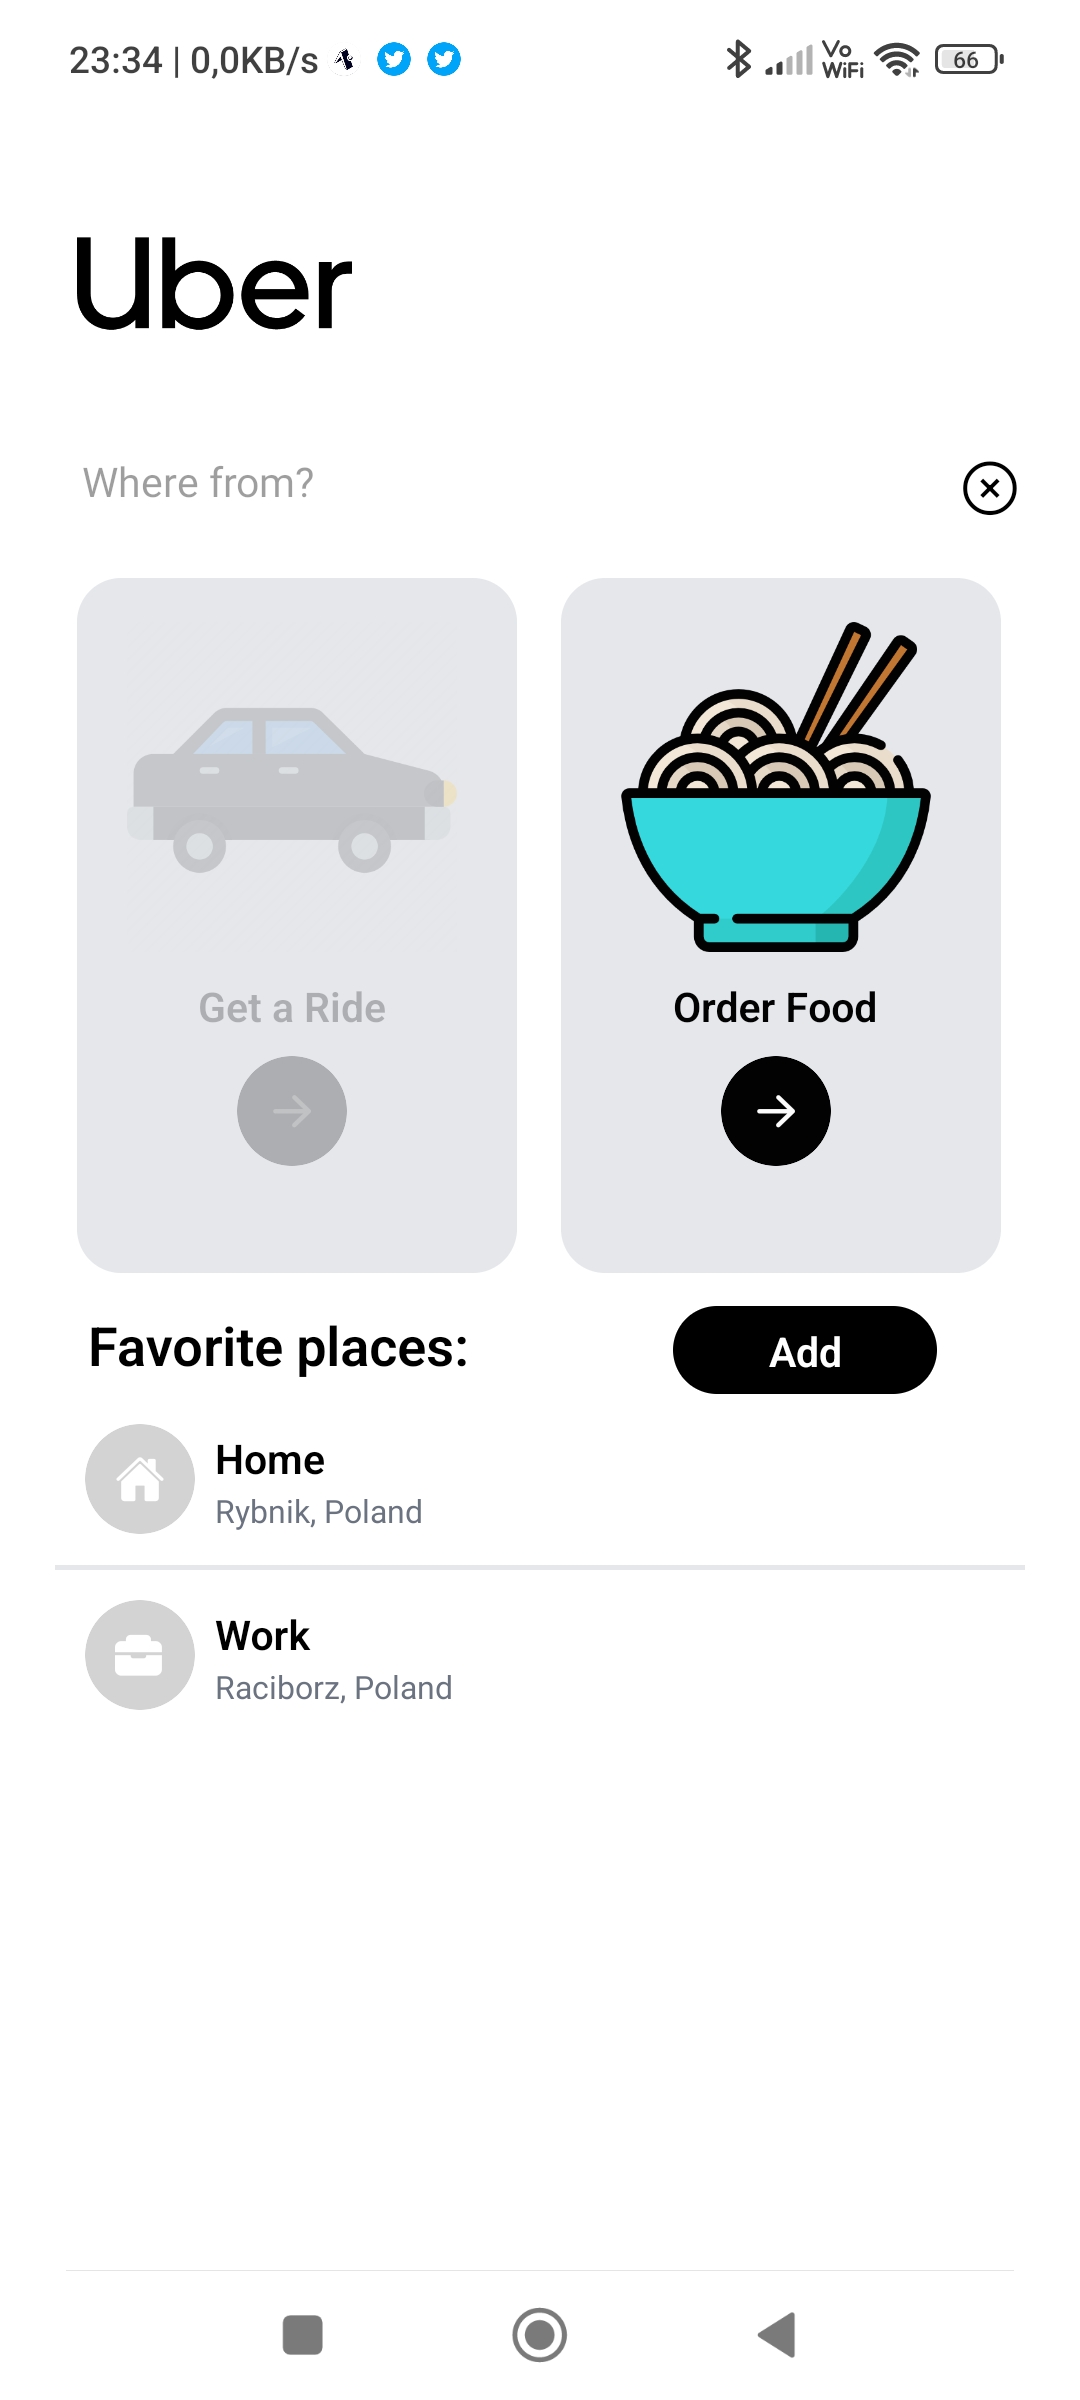 23:34 | 0,0KB/s
Vo
WiFi
66
Uber
Where from?
Get a Ride
Order Food
Favorite places:
Add
Home
Rybnik, Poland
Work
Raciborz, Poland